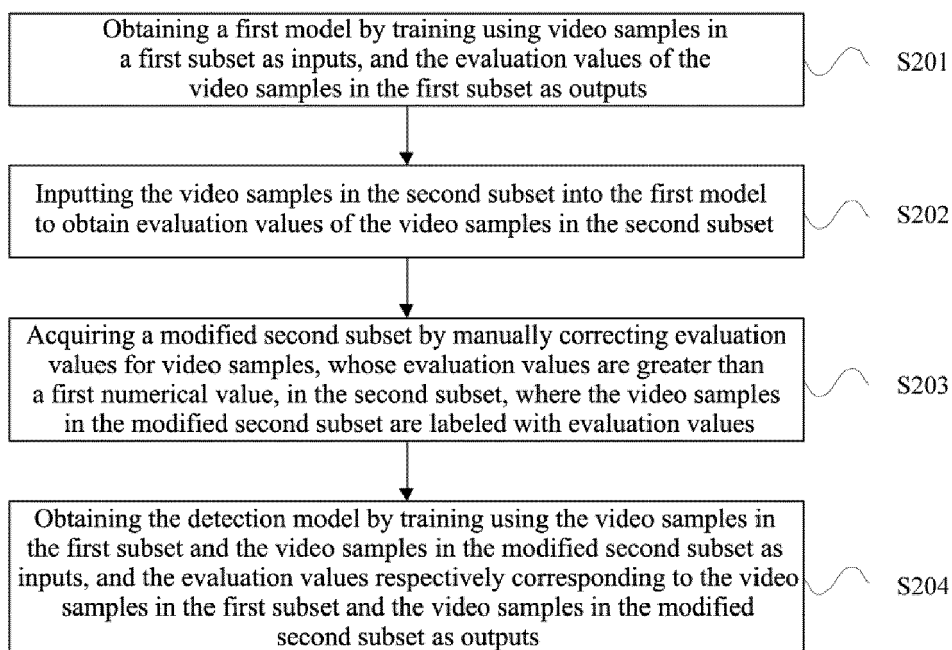 Obtaining a first model by training using video samples in
a first subset as inputs, and the evaluation values of the
video samples in the first subset as outputs
S201
Inputting the video samples in the second subset into the first model
to obtain evaluation values of the video samples in the second subset
S202
Acquiring a modified second subset by manually correcting evaluation
values for video samples, whose evaluation values are greater than
a first numerical value, in the second subset, where the video samples
in the modified second subset are labeled with evaluation values
S203
Obtaining the detection model by training using the video samples in
the first subset and the video samples in the modified second subset as
inputs, and the evaluation values respectively corresponding to the video
samples in the first subset and the video samples in the modified
second subset as outputs
S204